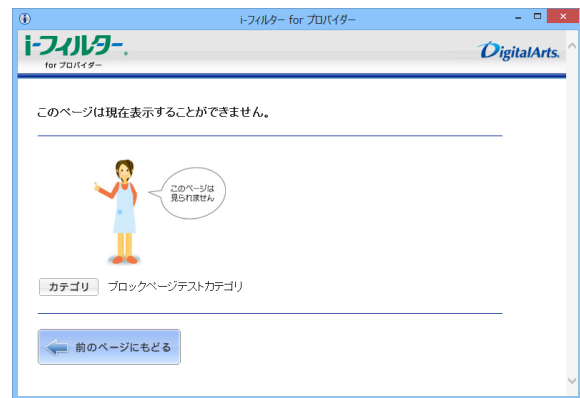 i-フィルター for プロバイダー
i-フィルター®
for プロバイダー
DigitalArts.
このページは現在表示することができません。
このページは
見られません
カテゴリ ブロックページテストカテゴリ
前のページにもどる